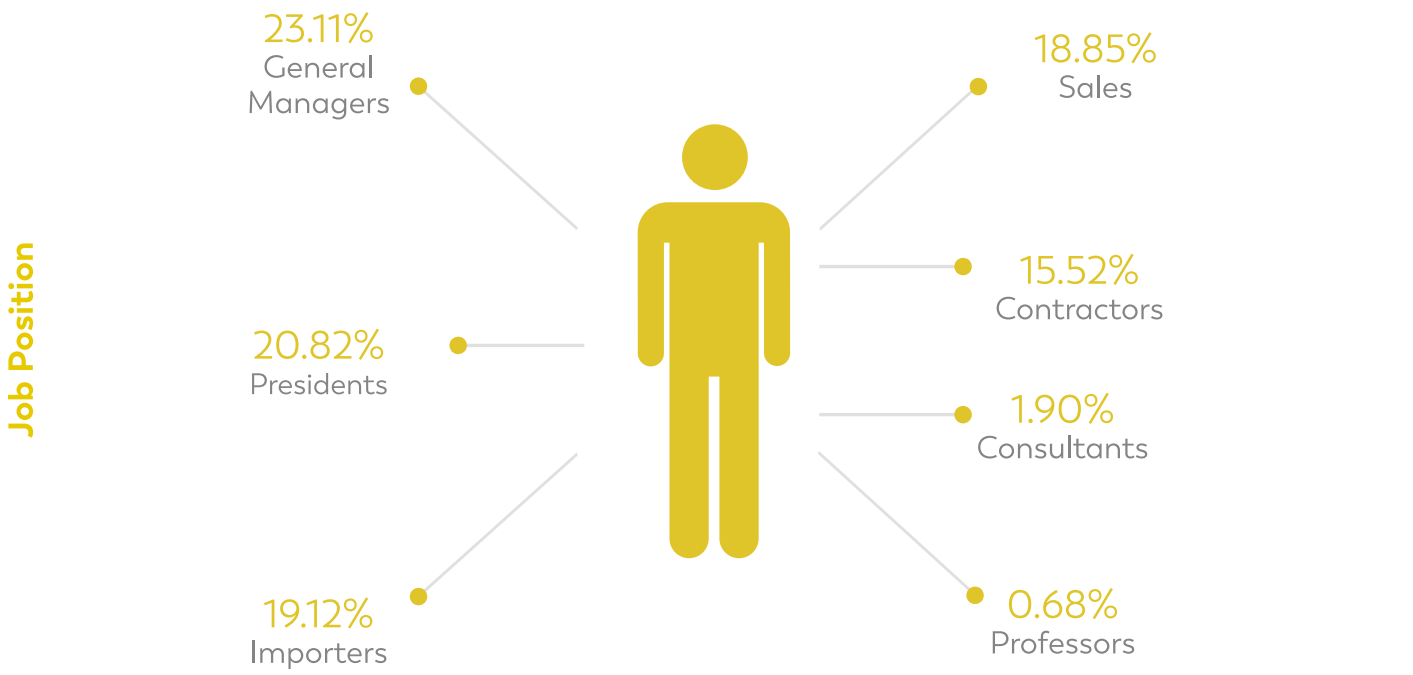 Job Position
23.11%
General
Managers
20.82%
Presidents
19.12%
Importers
18.85%
Sales
15.52%
Contractors
1.90%
Consultants
0.68%
Professors